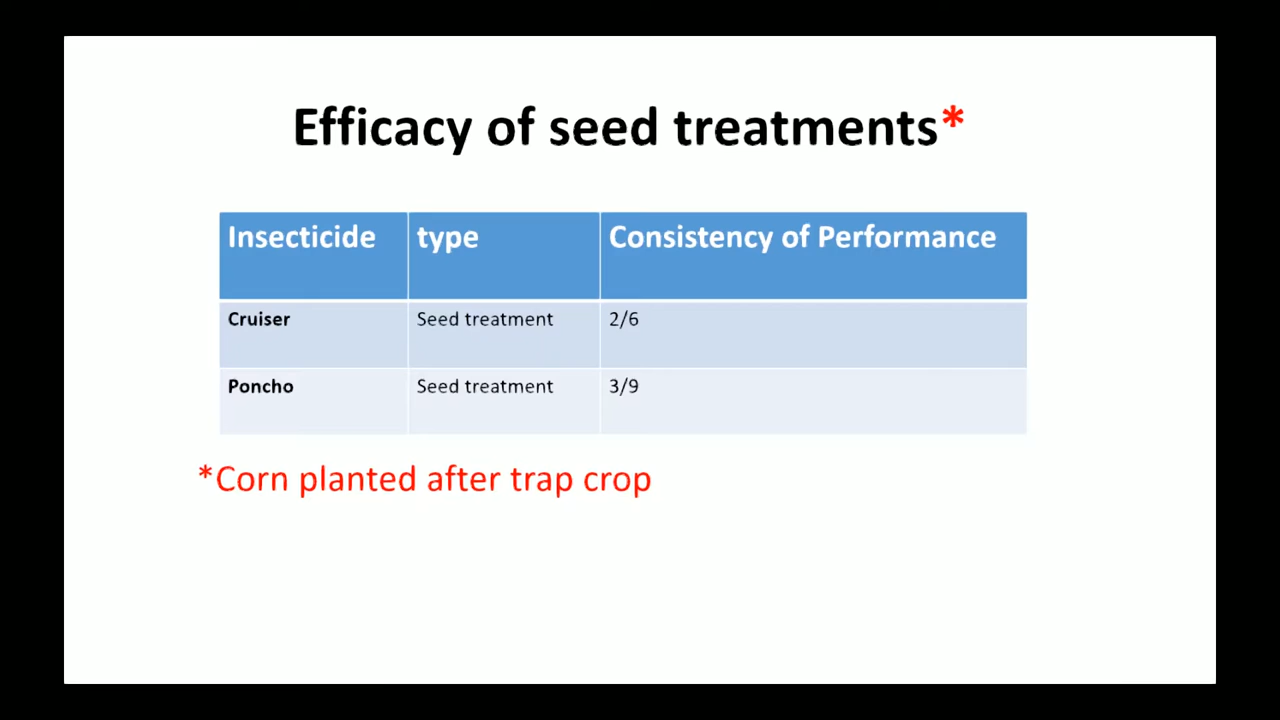 Efficacy of seed treatments*
Insecticide type Consistency of Performance
Cruiser Seed treatment 2/6
Poncho Seed treatment 3/9
*Corn planted after trap crop